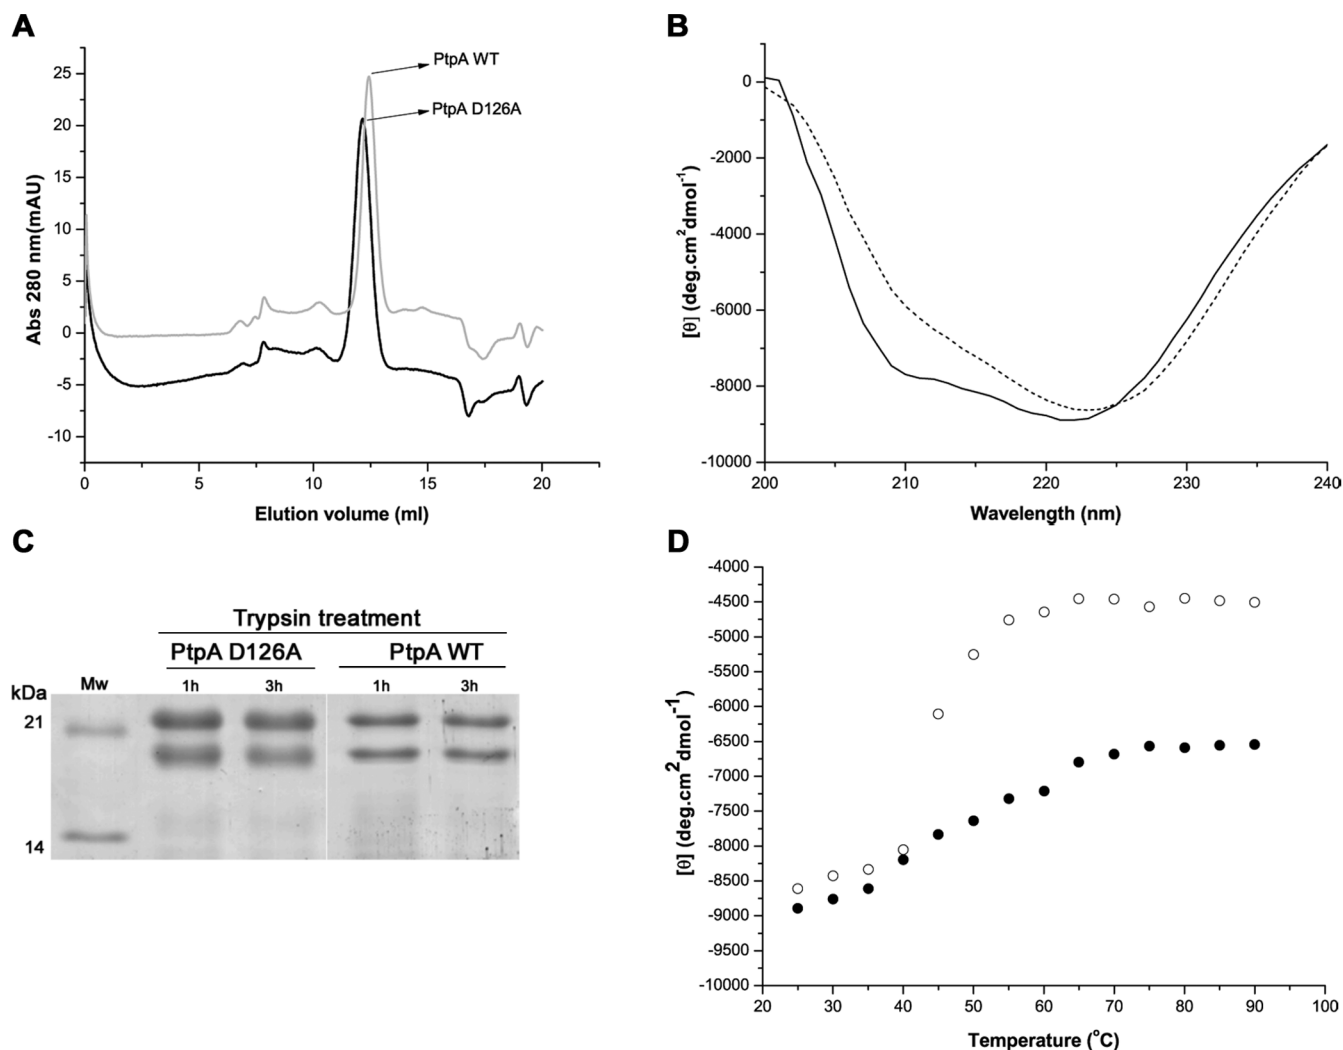 A
PtpA WT
PtpA D126A
25
20
15
10
5
0
-5
-10
Abs 280 nm(mAU)
0 5 10 15 20
Elution volume (ml)
B
0
-2000
-4000
-6000
-8000
-10000
[θ] (deg.cm²dmol⁻¹)
200 210 220 230 240
Wavelength (nm)
C
Trypsin treatment
PtpA D126A PtpA WT
kDa Mw 1h 3h 1h 3h
21
14
D
-4000
-4500
-5000
-5500
-6000
-6500
-7000
-7500
-8000
-8500
-9000
-9500
-10000
[θ] (deg.cm²dmol⁻¹)
20 30 40 50 60 70 80 90 100
Temperature (°C)